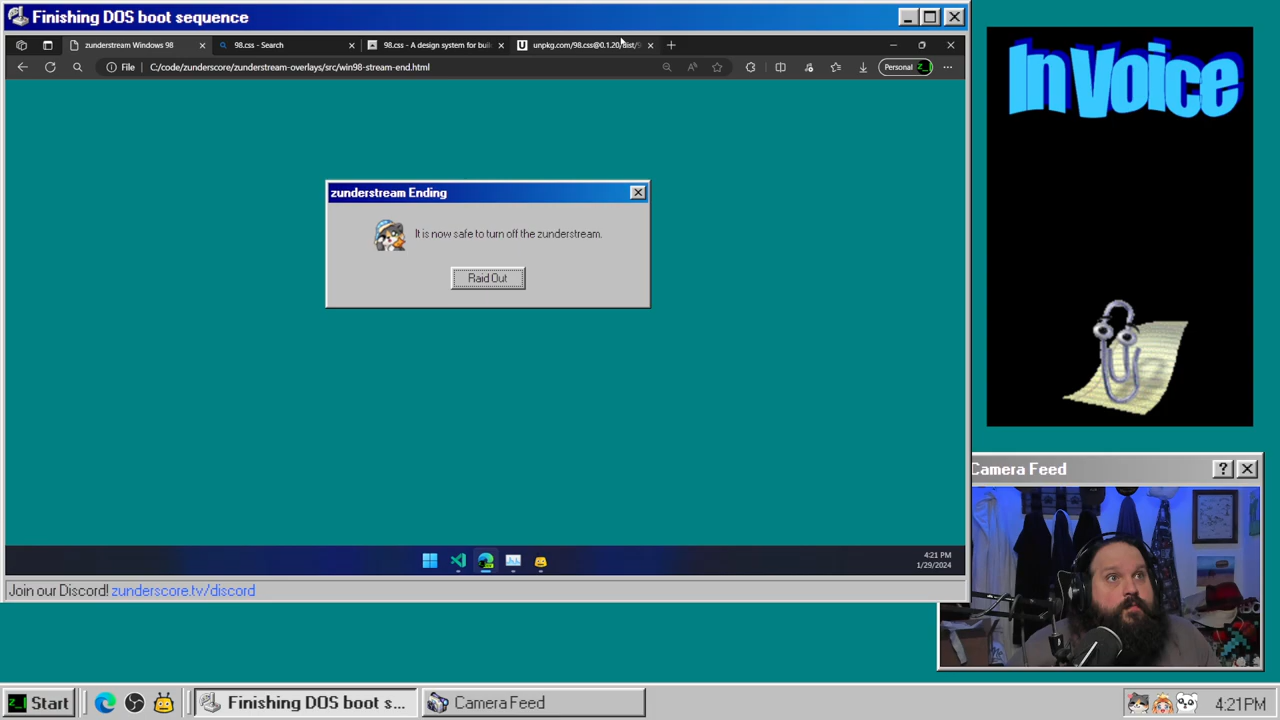 Finishing DOS boot sequence
zunderstream Windows 98
98.css - Search
98.css - A design system for buil
unpkg.com/98.css@0.1.20/dist/9
File
C:/code/zunderscore/zunderstream-overlays/src/win98-stream-end.html
Personal
zunderstream Ending
It is now safe to turn off the zunderstream.
Raid Out
4:21 PM
1/29/2024
Join our Discord! zunderscore.tv/discord
In Voice
Camera Feed
Start
Finishing DOS boot s...
Camera Feed
4:21PM